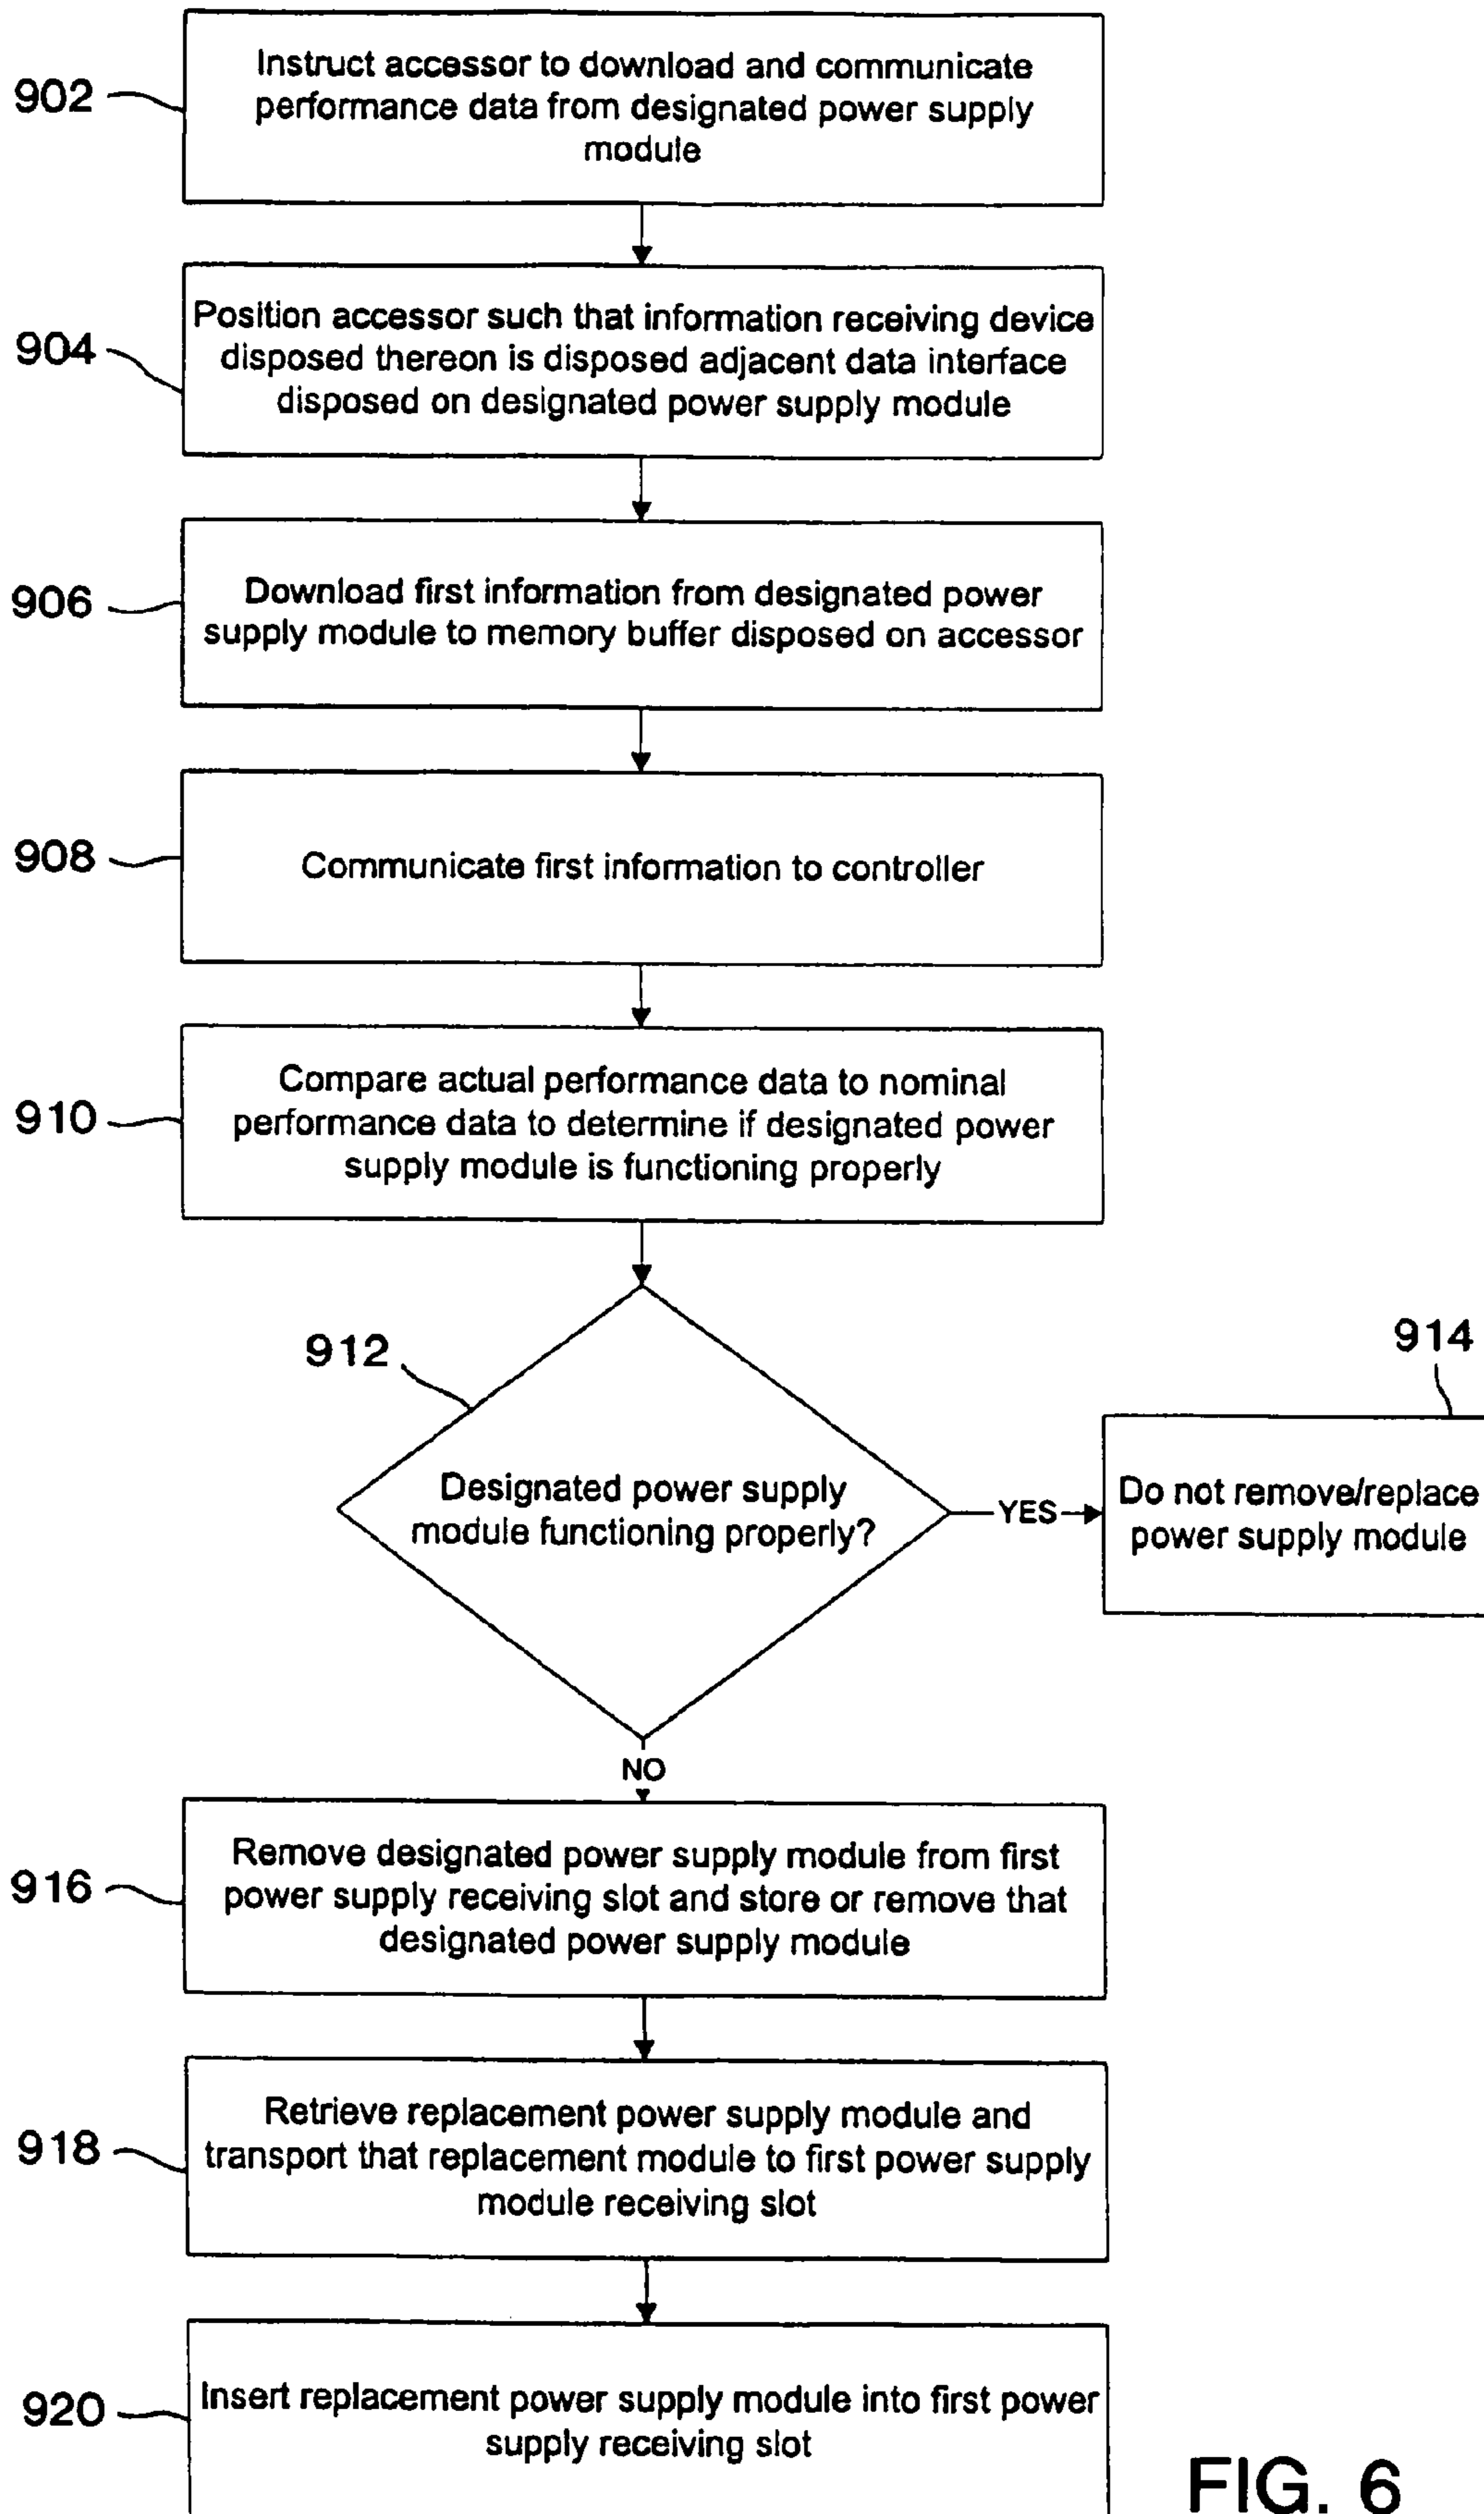 902
Instruct accessor to download and communicate
performance data from designated power supply
module
904
Position accessor such that information receiving device
disposed thereon is disposed adjacent data interface
disposed on designated power supply module
906
Download first information from designated power
supply module to memory buffer disposed on accessor
908
Communicate first information to controller
910
Compare actual performance data to nominal
performance data to determine if designated power
supply module is functioning properly
912
Designated power supply
module functioning properly?
YES
914
Do not remove/replace
power supply module
NO
916
Remove designated power supply module from first
power supply receiving slot and store or remove that
designated power supply module
918
Retrieve replacement power supply module and
transport that replacement module to first power supply
module receiving slot
920
Insert replacement power supply module into first power
supply receiving slot
FIG. 6